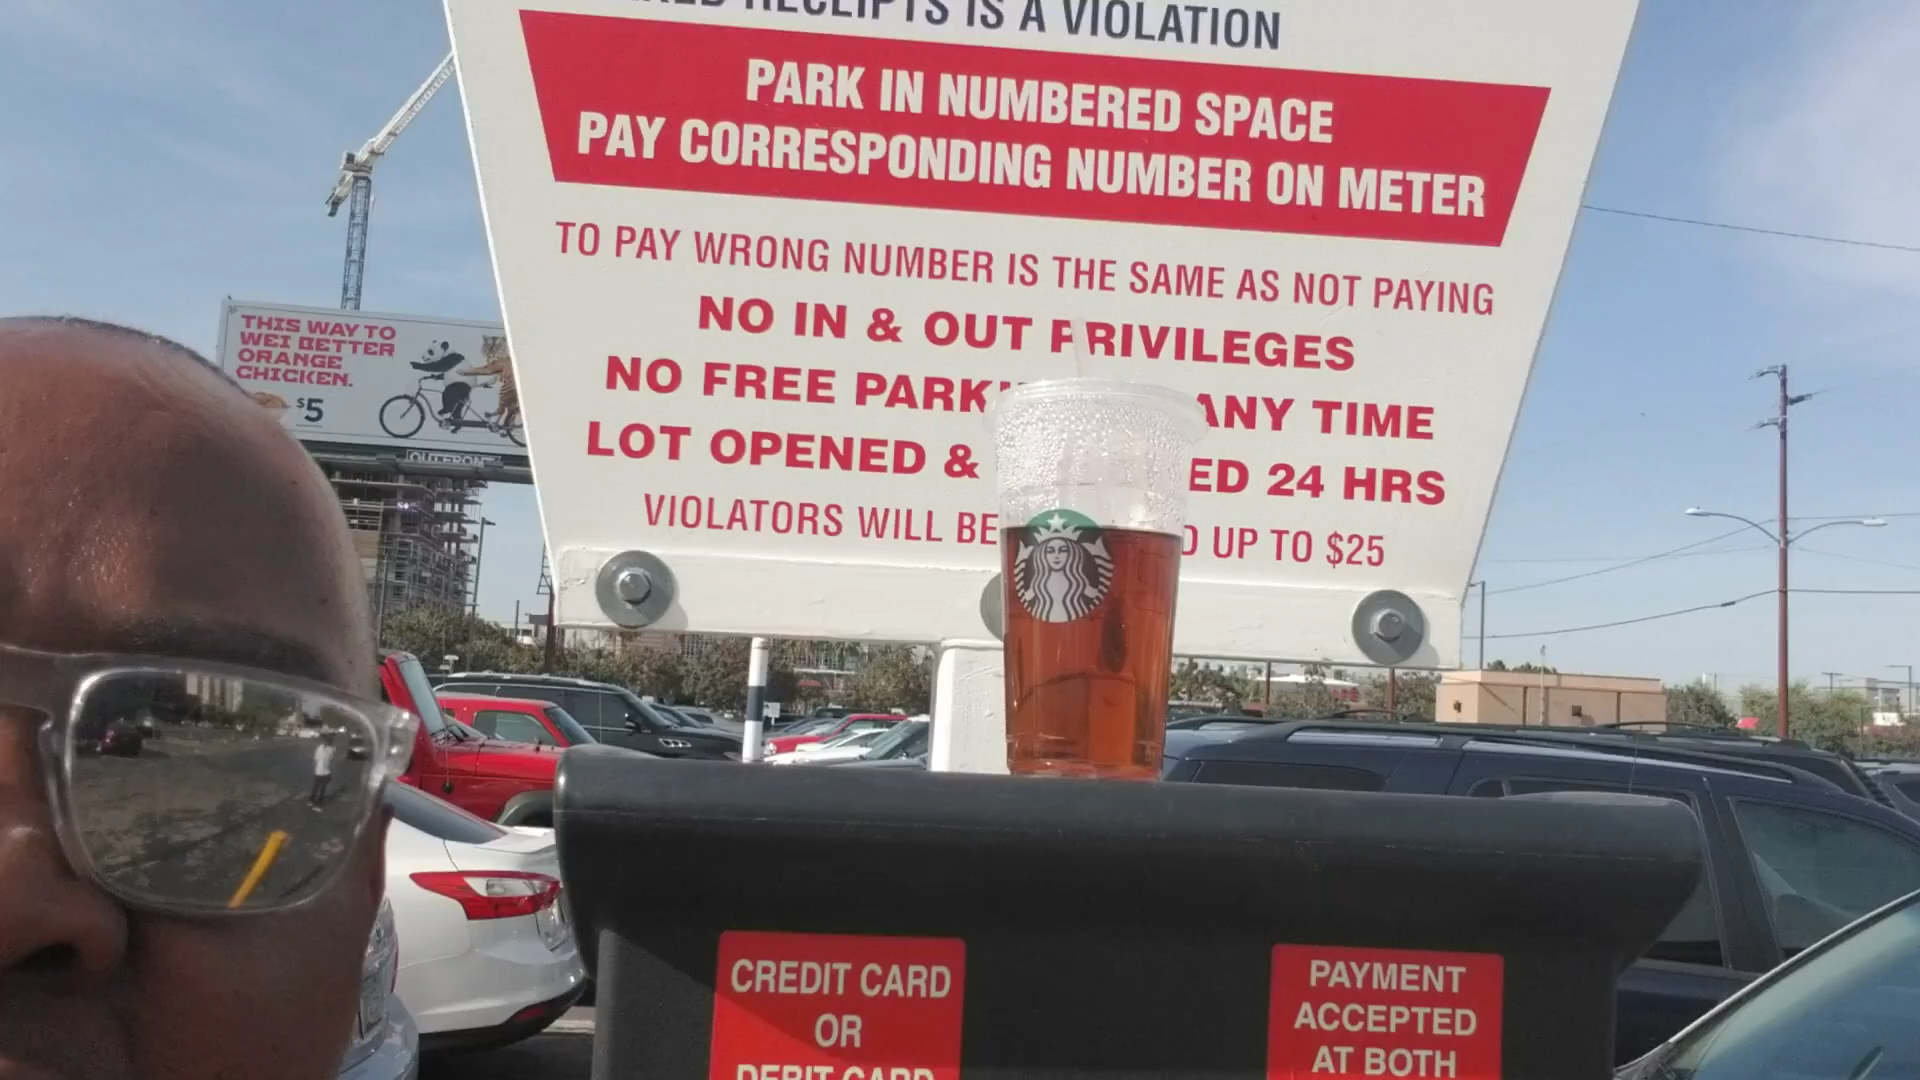 RECEIPTS IS A VIOLATION
PARK IN NUMBERED SPACE
PAY CORRESPONDING NUMBER ON METER
TO PAY WRONG NUMBER IS THE SAME AS NOT PAYING
NO IN & OUT PRIVILEGES
NO FREE ANY TIME
LOT OPENED & 24 HRS
VIOLATORS WILL BE UP TO $25
THIS WAY TO
WEI BETTER
ORANGE
CHICKEN.
$5
OUTFRONT
CREDIT CARD
OR
DEBIT CARD
PAYMENT
ACCEPTED
AT BOTH